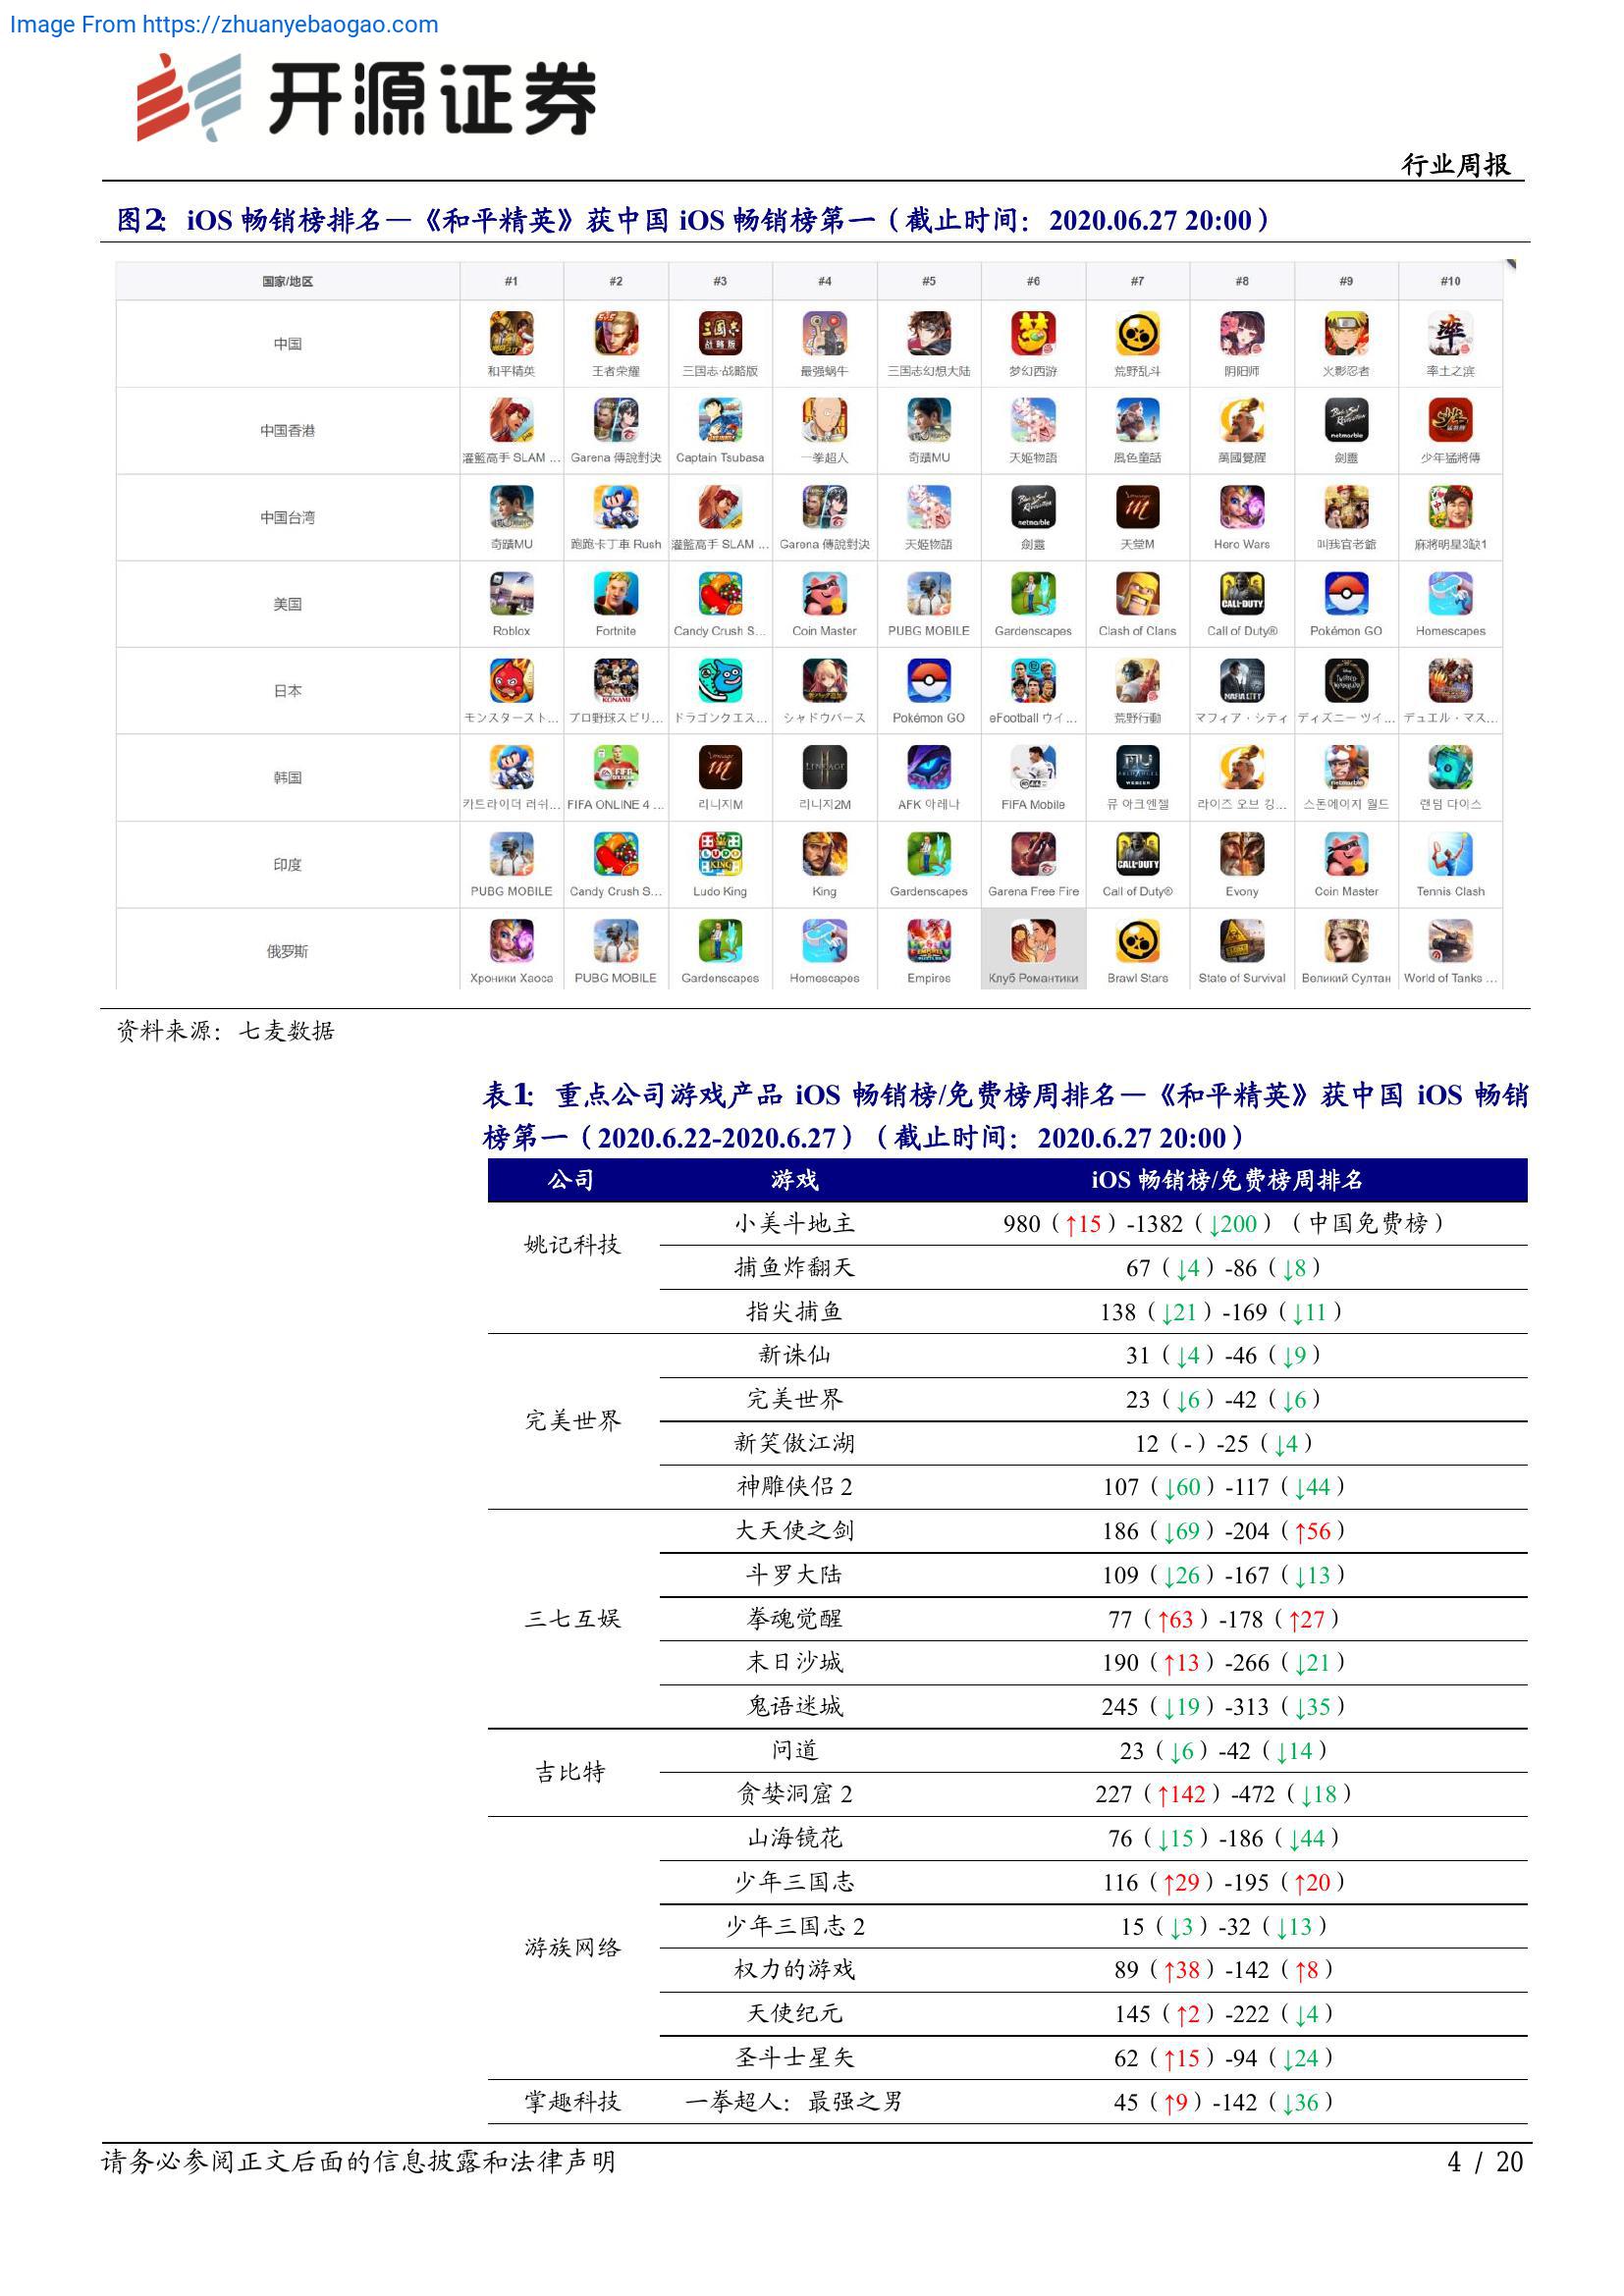 Image From https://zhuanyebaogao.com
开源证券
行业周报
图2： iOS 畅销榜排名—《和平精英》获中国 iOS 畅销榜第一（截止时间：2020.06.27 20:00）
国家/地区 #1 #2 #3 #4 #5 #6 #7 #8 #9 #10
中国 和平精英 王者荣耀 三国志·战略版 最强蜗牛 三国志幻想大陆 梦幻西游 荒野乱斗 阴阳师 火影忍者 率土之滨
中国香港 灌籃高手 SLAM ... Garena 傳說對決 Captain Tsubasa 一拳超人 奇蹟MU 天姬物語 風色童話 萬國覺醒 劍靈 少年猛將傳
中国台湾 奇蹟MU 跑跑卡丁車 Rush 灌籃高手 SLAM ... Garena 傳說對決 天姬物語 劍靈 天堂M Hero Wars 叫我官老爺 麻將明星3缺1
美国 Roblox Fortnite Candy Crush S... Coin Master PUBG MOBILE Gardenscapes Clash of Clans Call of Duty® Pokémon GO Homescapes
日本 モンスタースト... プロ野球スピリ... ドラゴンクエス... シャドウバース Pokémon GO eFootball ウイ... 荒野行動 マフィア・シティ ディズニー ツイ... デュエル・マス...
韩国 카트라이더 러쉬... FIFA ONLINE 4 ... 리니지M 리니지2M AFK 아레나 FIFA Mobile 뮤 아크엔젤 라이즈 오브 킹... 스톤에이지 월드 랜덤 다이스
印度 PUBG MOBILE Candy Crush S... Ludo King King Gardenscapes Garena Free Fire Call of Duty® Evony Coin Master Tennis Clash
俄罗斯 Хроники Хаоса PUBG MOBILE Gardenscapes Homescapes Empires Клуб Романтики Brawl Stars State of Survival Великий Султан World of Tanks ...
资料来源：七麦数据
表1： 重点公司游戏产品 iOS 畅销榜/免费榜周排名—《和平精英》获中国 iOS 畅销
榜第一（2020.6.22-2020.6.27）（截止时间：2020.6.27 20:00）
公司 游戏 iOS 畅销榜/免费榜周排名
姚记科技 小美斗地主 980（↑15）-1382（↓200）（中国免费榜）
捕鱼炸翻天 67（↓4）-86（↓8）
指尖捕鱼 138（↓21）-169（↓11）
完美世界 新诛仙 31（↓4）-46（↓9）
完美世界 23（↓6）-42（↓6）
新笑傲江湖 12（-）-25（↓4）
神雕侠侣 2 107（↓60）-117（↓44）
三七互娱 大天使之剑 186（↓69）-204（↑56）
斗罗大陆 109（↓26）-167（↓13）
拳魂觉醒 77（↑63）-178（↑27）
末日沙城 190（↑13）-266（↓21）
鬼语迷城 245（↓19）-313（↓35）
吉比特 问道 23（↓6）-42（↓14）
贪婪洞窟 2 227（↑142）-472（↓18）
游族网络 山海镜花 76（↓15）-186（↓44）
少年三国志 116（↑29）-195（↑20）
少年三国志 2 15（↓3）-32（↓13）
权力的游戏 89（↑38）-142（↑8）
天使纪元 145（↑2）-222（↓4）
圣斗士星矢 62（↑15）-94（↓24）
掌趣科技 一拳超人：最强之男 45（↑9）-142（↓36）
请务必参阅正文后面的信息披露和法律声明
4 / 20